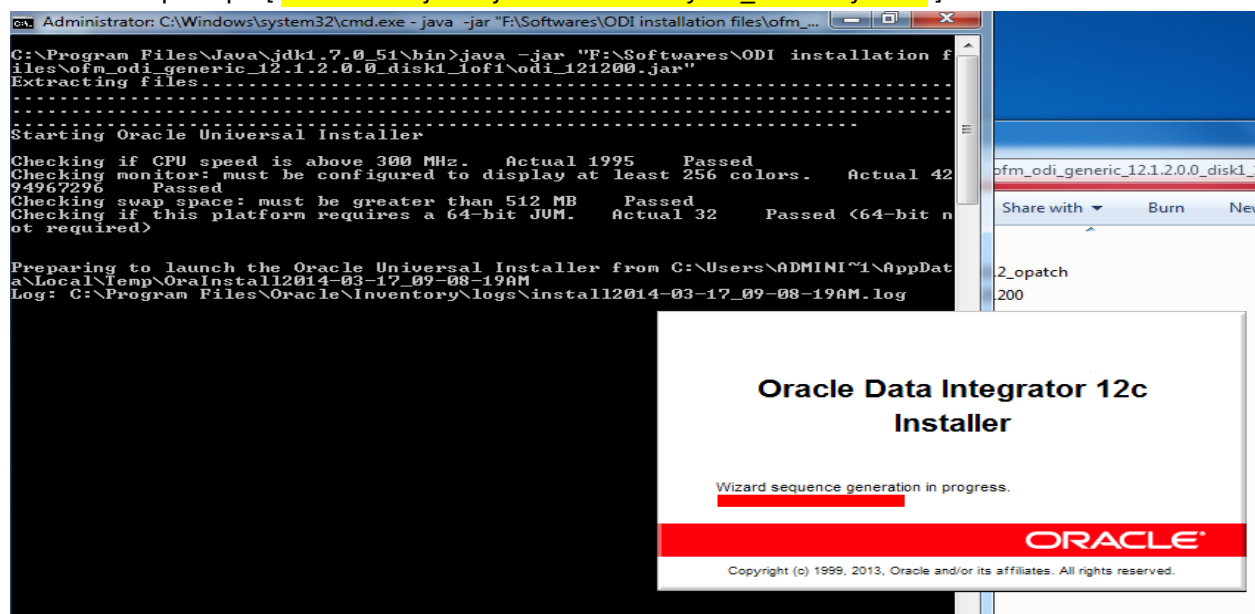 Administrator: C:\Windows\system32\cmd.exe - java -jar "F:\Softwares\ODI installation files\ofm_...
C:\Program Files\Java\jdk1.7.0_51\bin>java -jar "F:\Softwares\ODI installation f
iles\ofm_odi_generic_12.1.2.0.0_disk1_1of1\odi_121200.jar"
Extracting files................................................................
................................................................................
................................................................................
........................................................................
Starting Oracle Universal Installer
Checking if CPU speed is above 300 MHz.   Actual 1995    Passed
Checking monitor: must be configured to display at least 256 colors.   Actual 42
94967296    Passed
Checking swap space: must be greater than 512 MB    Passed
Checking if this platform requires a 64-bit JVM.   Actual 32    Passed (64-bit n
ot required)
Preparing to launch the Oracle Universal Installer from C:\Users\ADMINI~1\AppDat
a\Local\Temp\OraInstall2014-03-17_09-08-19AM
Log: C:\Program Files\Oracle\Inventory\logs\install2014-03-17_09-08-19AM.log
ofm_odi_generic_12.1.2.0.0_disk1_
Share with Burn Ne
2_opatch
200
Oracle Data Integrator 12c
Installer
Wizard sequence generation in progress.
ORACLE
Copyright (c) 1999, 2013, Oracle and/or its affiliates. All rights reserved.